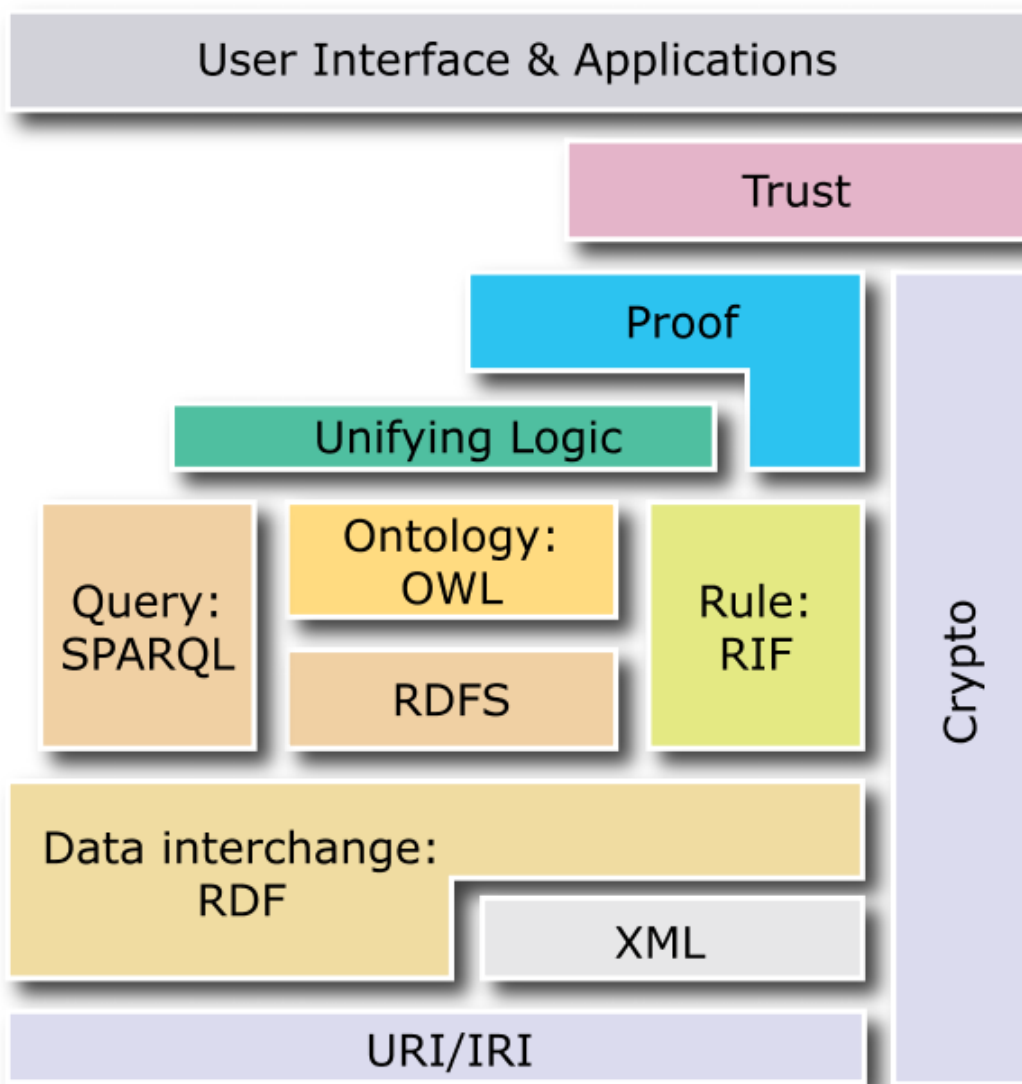 User Interface & Applications
Trust
Proof
Unifying Logic
Query:
SPARQL
Ontology:
OWL
RDFS
Rule:
RIF
Crypto
Data interchange:
RDF
XML
URI/IRI